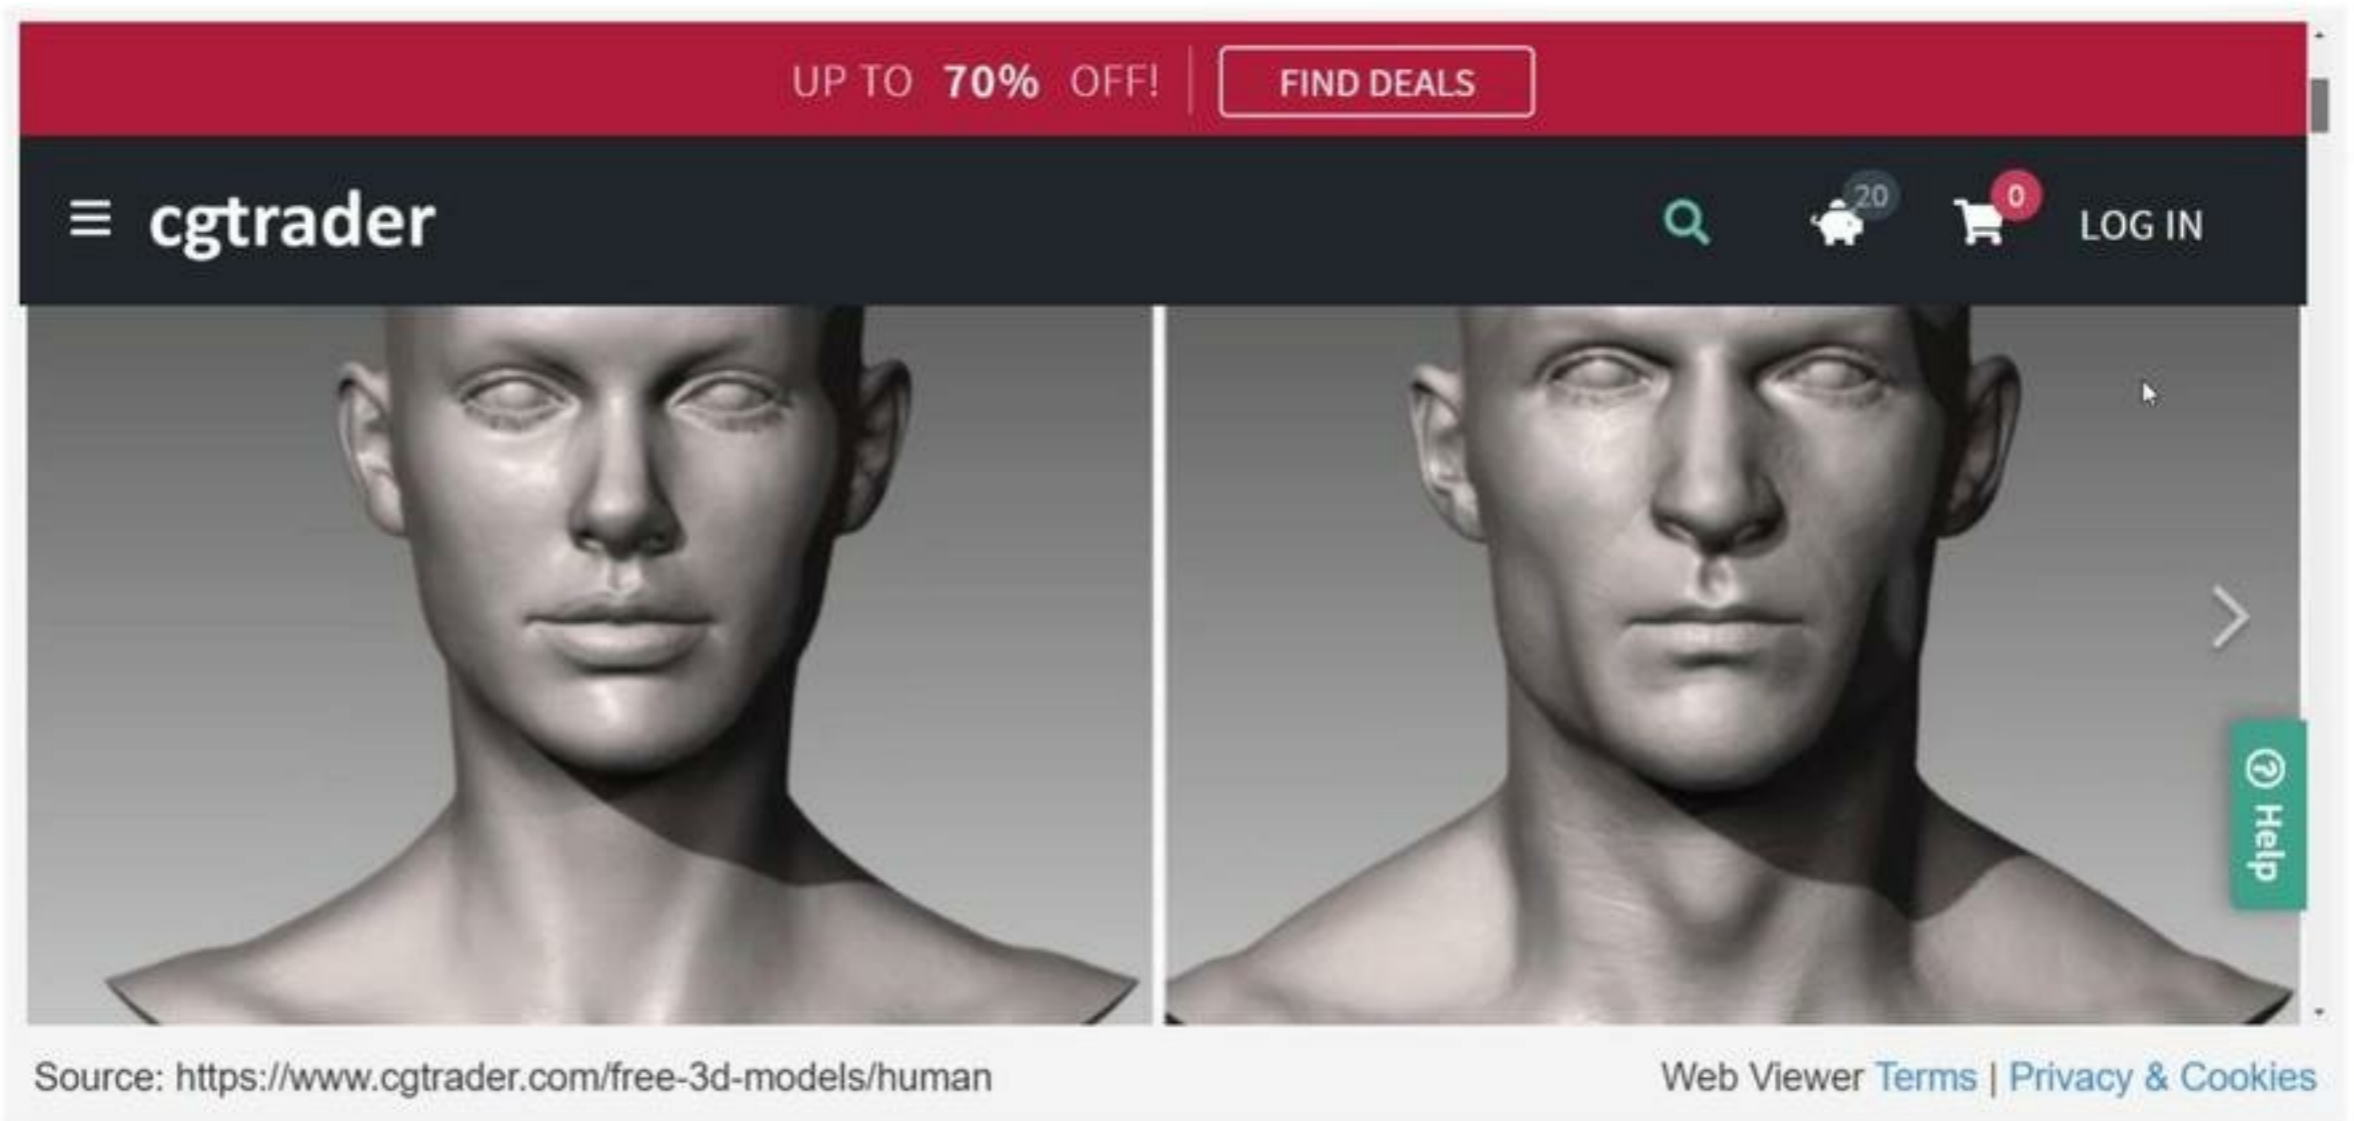 UP TO 70% OFF! FIND DEALS
cgtrader 20 0 LOG IN
Help
Source: https://www.cgtrader.com/free-3d-models/human Web Viewer Terms | Privacy & Cookies